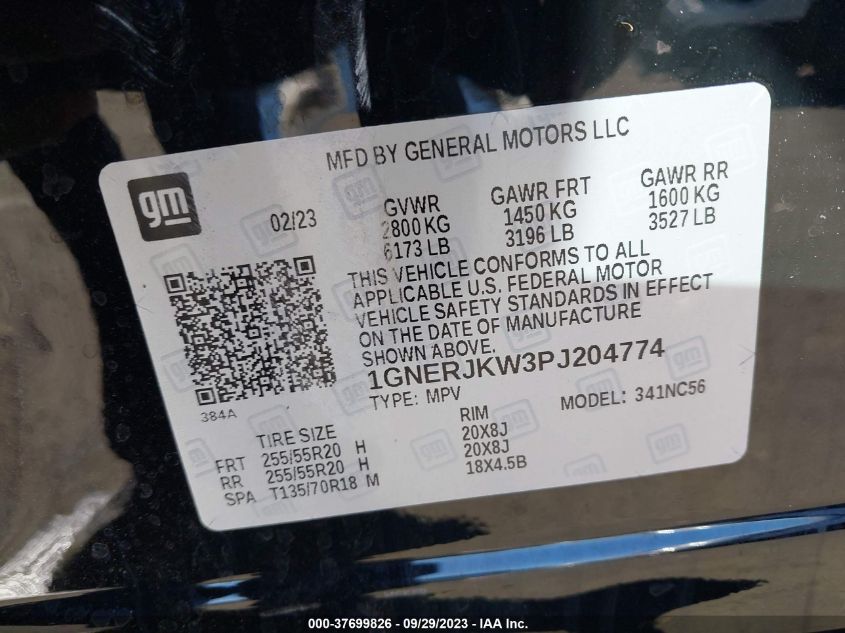 MFD BY GENERAL MOTORS LLC
gm
02/23
GVWR GAWR FRT GAWR RR
2800 KG 1450 KG 1600 KG
6173 LB 3196 LB 3527 LB
THIS VEHICLE CONFORMS TO ALL
APPLICABLE U.S. FEDERAL MOTOR
VEHICLE SAFETY STANDARDS IN EFFECT
ON THE DATE OF MANUFACTURE
SHOWN ABOVE.
1GNERJKW3PJ204774
384A
TYPE: MPV MODEL: 341NC56
TIRE SIZE RIM
FRT 255/55R20 H 20X8J
RR 255/55R20 H 20X8J
SPA T135/70R18 M 18X4.5B
000-37699826 - 09/29/2023 - IAA Inc.